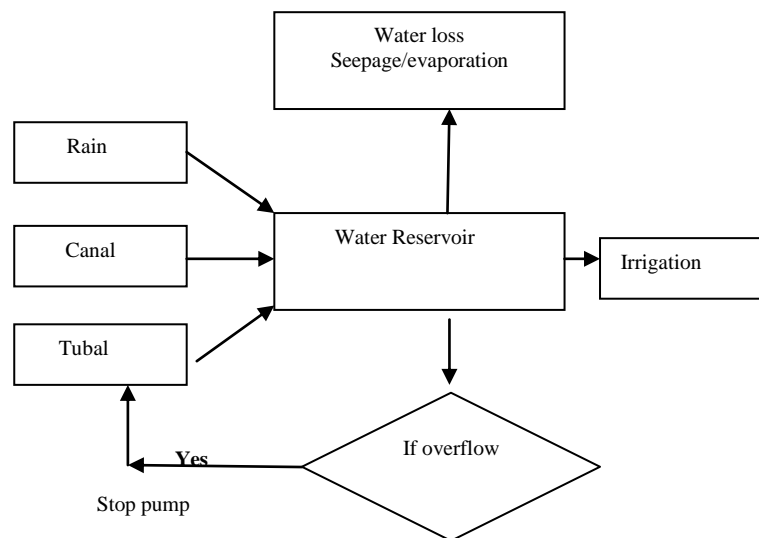 Water loss
Seepage/evaporation
Rain
Water Reservoir
Canal
Irrigation
Tubal
If overflow
Yes
Stop pump